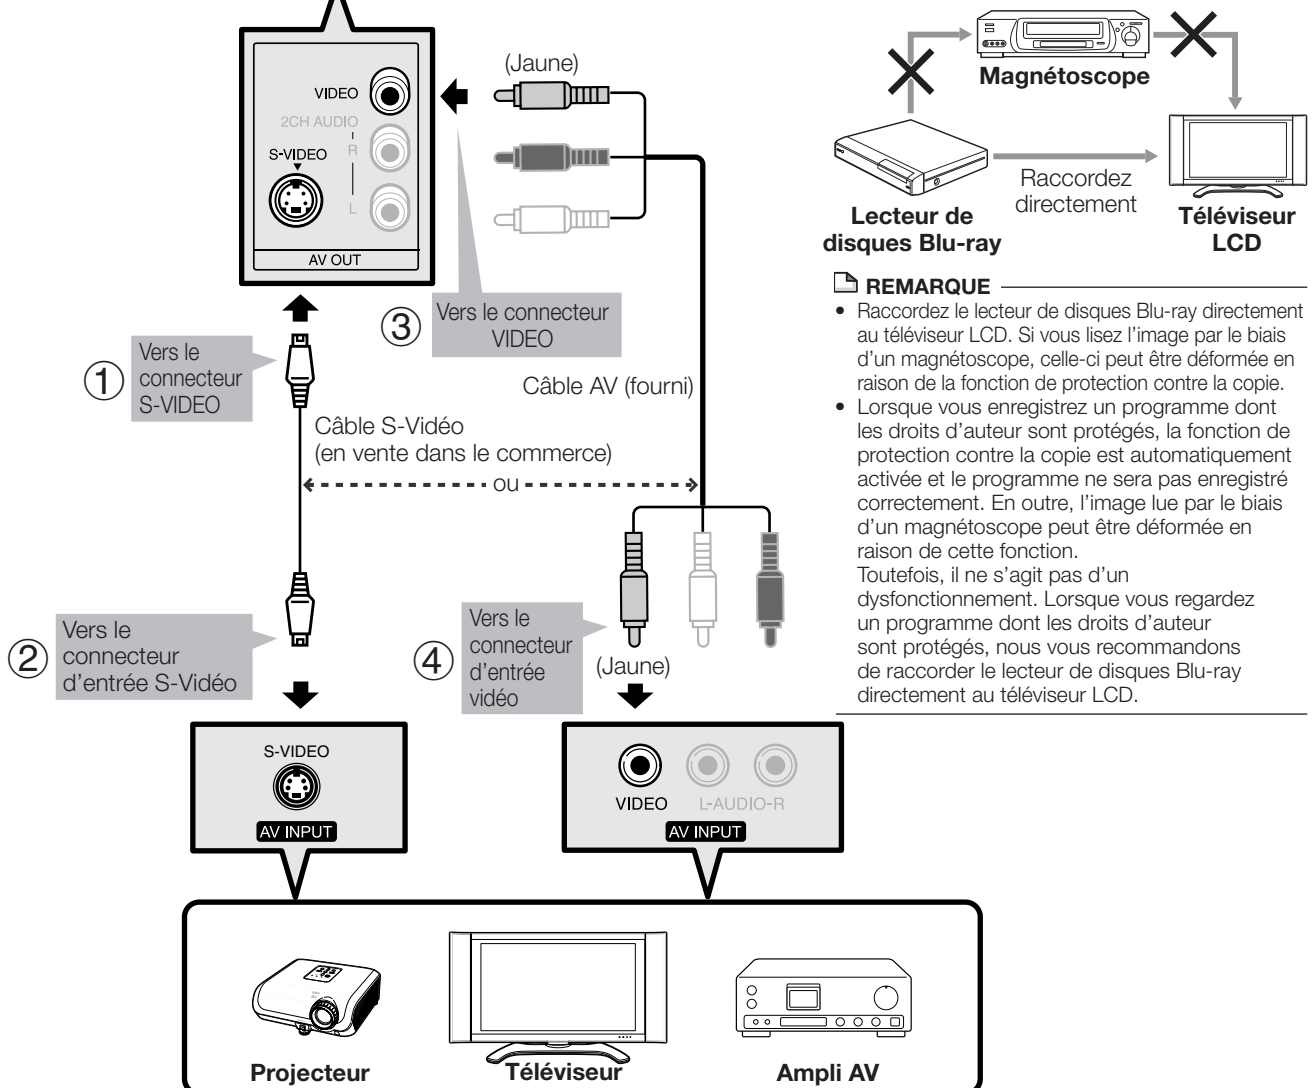 VIDEO
2CH AUDIO
S-VIDEO
R
L
AV OUT
(Jaune)
③
Vers le connecteur
VIDEO
①
Vers le
connecteur
S-VIDEO
Câble AV (fourni)
Câble S-Vidéo
(en vente dans le commerce)
ou
②
Vers le
connecteur
d'entrée S-Vidéo
④
Vers le
connecteur
d'entrée
vidéo
(Jaune)
S-VIDEO
AV INPUT
VIDEO
L-AUDIO-R
AV INPUT
Projecteur
Téléviseur
Ampli AV
Magnétoscope
Raccordez
directement
Lecteur de
disques Blu-ray
Téléviseur
LCD
REMARQUE
• Raccordez le lecteur de disques Blu-ray directement
au téléviseur LCD. Si vous lisez l'image par le biais
d'un magnétoscope, celle-ci peut être déformée en
raison de la fonction de protection contre la copie.
• Lorsque vous enregistrez un programme dont
les droits d'auteur sont protégés, la fonction de
protection contre la copie est automatiquement
activée et le programme ne sera pas enregistré
correctement. En outre, l'image lue par le biais
d'un magnétoscope peut être déformée en
raison de cette fonction.
Toutefois, il ne s'agit pas d'un
dysfonctionnement. Lorsque vous regardez
un programme dont les droits d'auteur
sont protégés, nous vous recommandons
de raccorder le lecteur de disques Blu-ray
directement au téléviseur LCD.